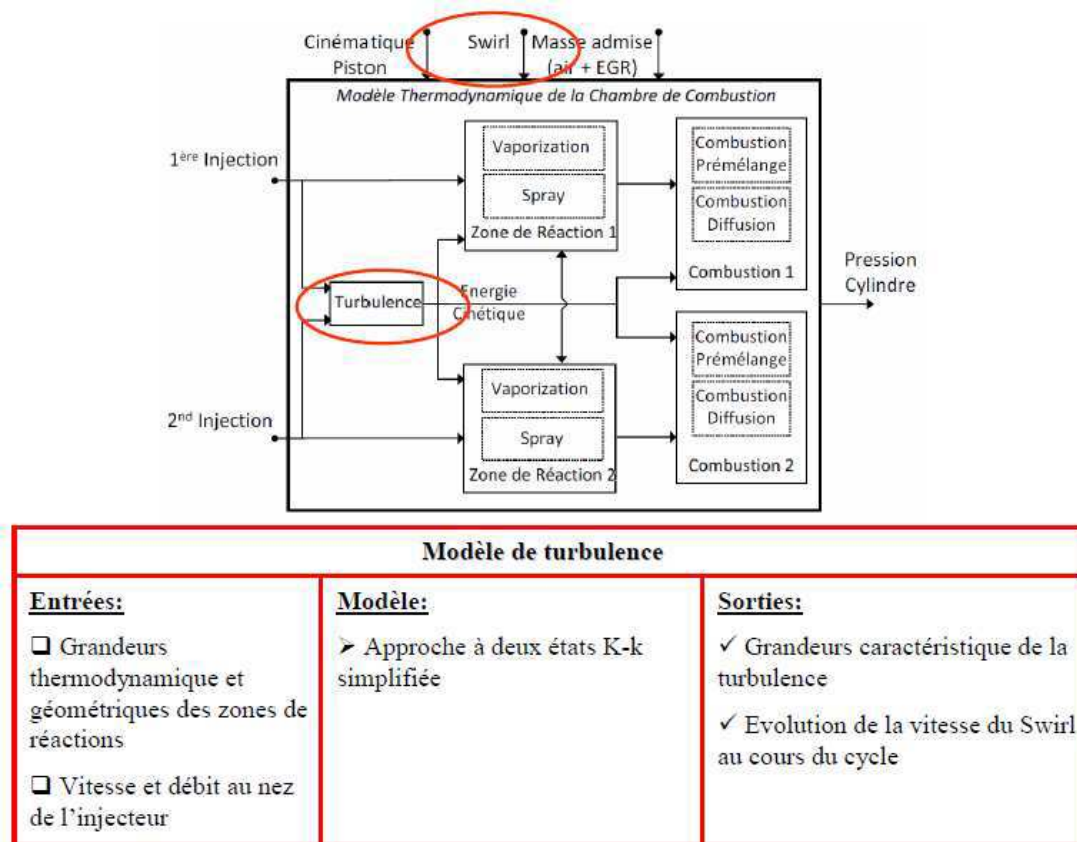 Cinématique
Piston
Swirl
Masse admise
(air + EGR)
Modèle Thermodynamique de la Chambre de Combustion
1ère Injection
Vaporization
Spray
Zone de Réaction 1
Combustion
Prémélange
Combustion
Diffusion
Combustion 1
Pression
Cylindre
Turbulence
Energie
Cinétique
Combustion
Prémélange
Combustion
Diffusion
Combustion 2
2nd Injection
Vaporization
Spray
Zone de Réaction 2
Modèle de turbulence
Entrées:
❑ Grandeurs
thermodynamique et
géométriques des zones de
réactions
❑ Vitesse et débit au nez
de l’injecteur
Modèle:
➢ Approche à deux états K-k
simplifiée
Sorties:
✓ Grandeurs caractéristique de la
turbulence
✓ Evolution de la vitesse du Swirl
au cours du cycle